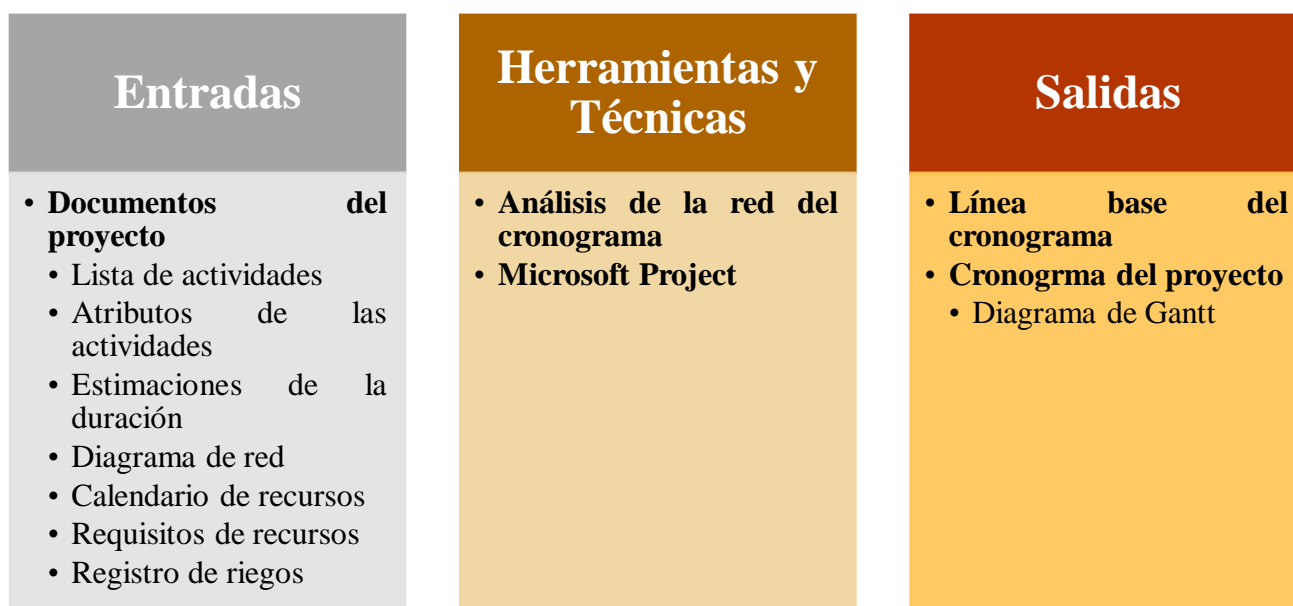 Entradas
• Documentos del
proyecto
• Lista de actividades
• Atributos de las
actividades
• Estimaciones de la
duración
• Diagrama de red
• Calendario de recursos
• Requisitos de recursos
• Registro de riegos
Herramientas y
Técnicas
• Análisis de la red del
cronograma
• Microsoft Project
Salidas
• Línea base del
cronograma
• Cronogrma del proyecto
• Diagrama de Gantt